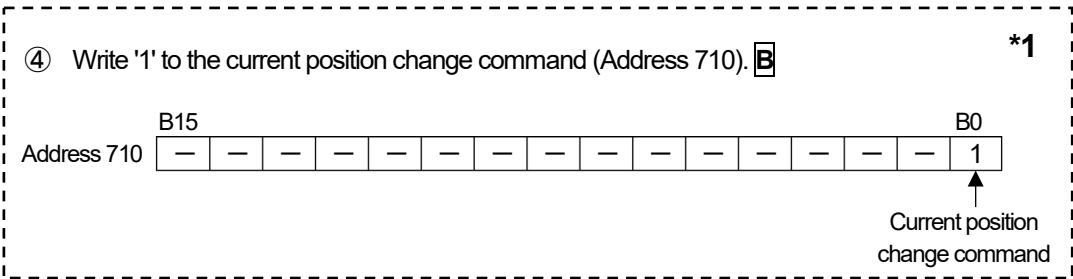 *1
④ Write '1' to the current position change command (Address 710). B
B15 B0
Address 710 － － － － － － － － － － － － － － － 1
Current position
change command